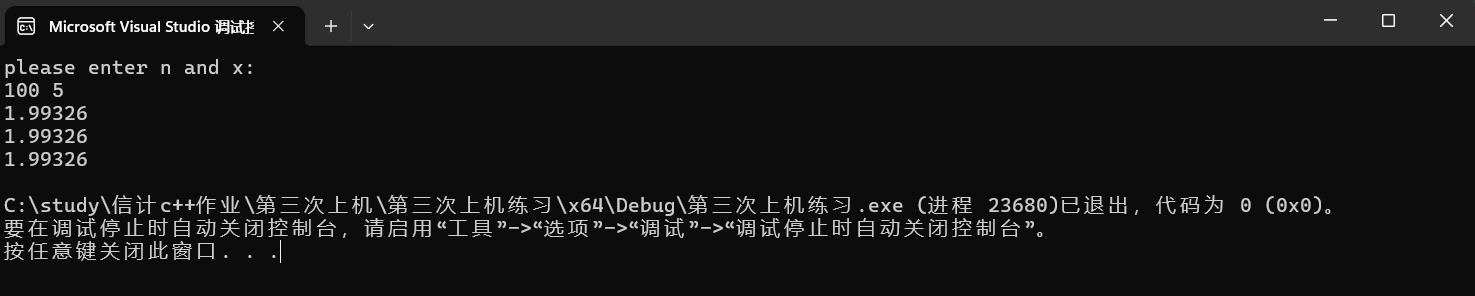 Microsoft Visual Studio 调试
please enter n and x:
100 5
1.99326
1.99326
1.99326
C:\study\信计c++作业\第三次上机\第三次上机练习\x64\Debug\第三次上机练习.exe (进程 23680)已退出，代码为 0 (0x0)。
要在调试停止时自动关闭控制台，请启用“工具”->“选项”->“调试”->“调试停止时自动关闭控制台”。
按任意键关闭此窗口. . .